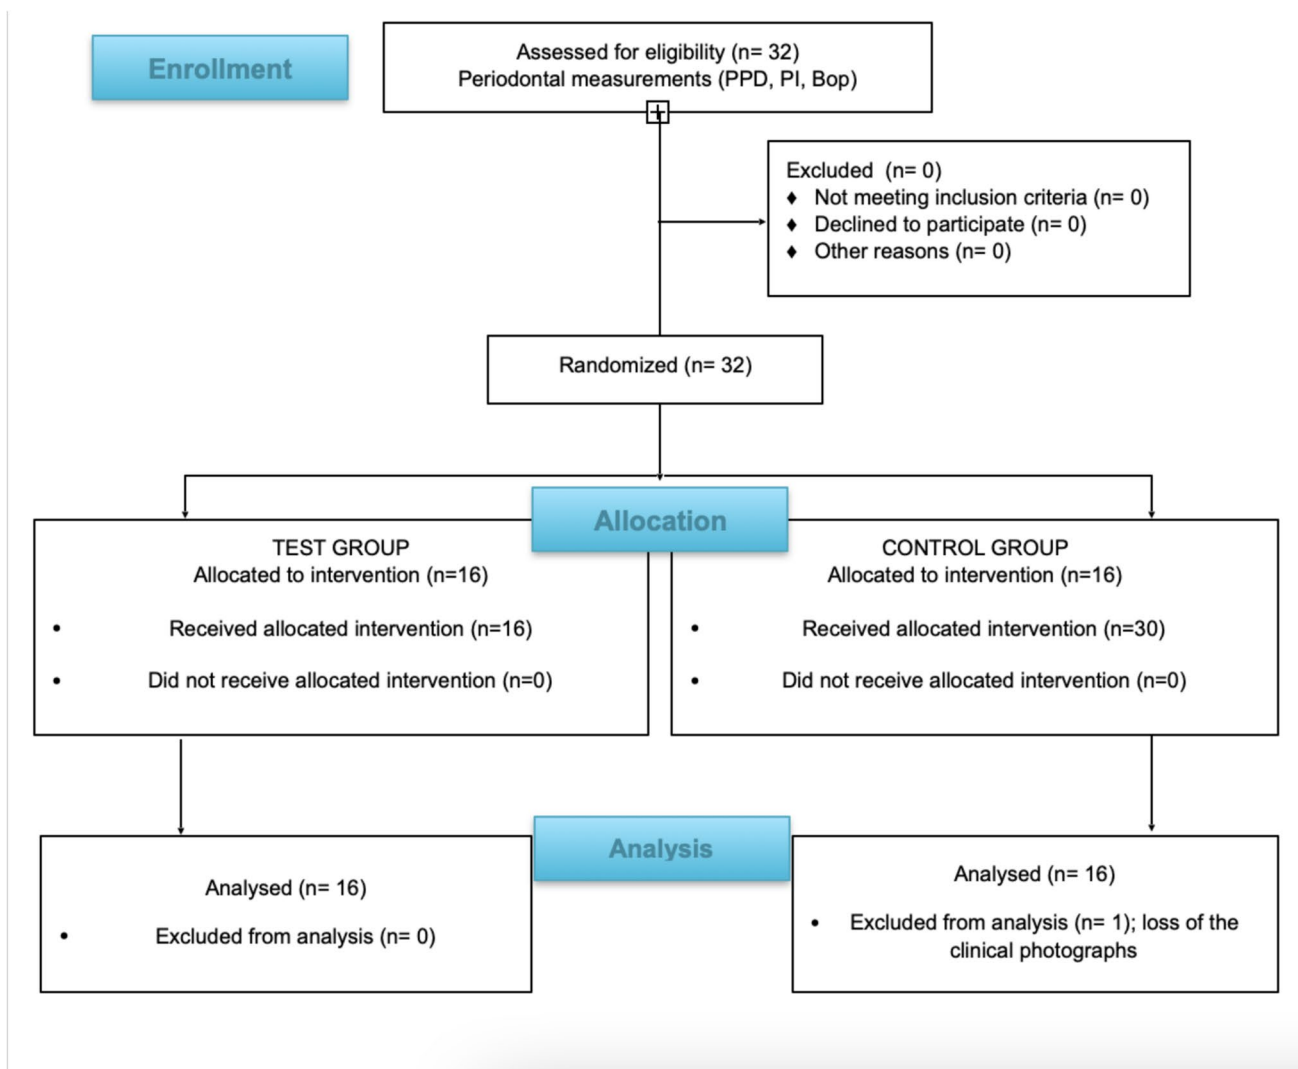 Enrollment
Assessed for eligibility (n= 32)
Periodontal measurements (PPD, PI, Bop)
Excluded (n= 0)
♦ Not meeting inclusion criteria (n= 0)
♦ Declined to participate (n= 0)
♦ Other reasons (n= 0)
Randomized (n= 32)
Allocation
TEST GROUP
Allocated to intervention (n=16)
• Received allocated intervention (n=16)
• Did not receive allocated intervention (n=0)
CONTROL GROUP
Allocated to intervention (n=16)
• Received allocated intervention (n=30)
• Did not receive allocated intervention (n=0)
Analysis
Analysed (n= 16)
• Excluded from analysis (n= 0)
Analysed (n= 16)
• Excluded from analysis (n= 1); loss of the
clinical photographs